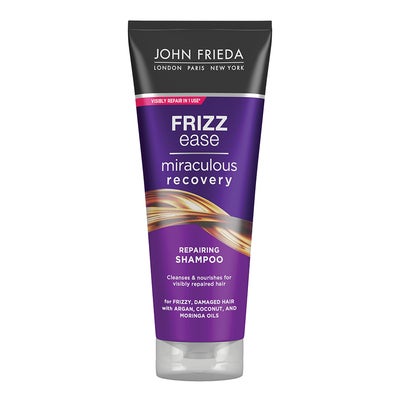 JOHN FRIEDA
LONDON PARIS NEW YORK
VISIBLY REPAIR IN 1 USE*
FRIZZ
ease
miraculous
recovery
REPAIRING
SHAMPOO
Cleanses & nourishes for
visibly repaired hair
for FRIZZY, DAMAGED HAIR
with ARGAN, COCONUT, AND
MORINGA OILS